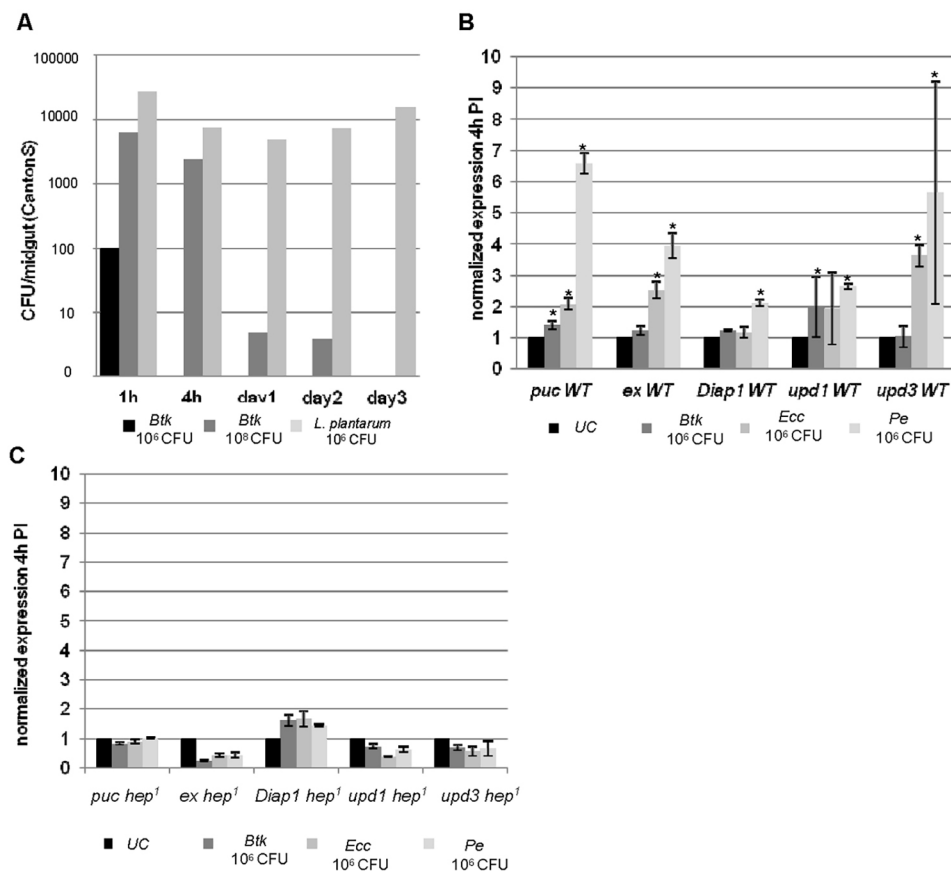 A
CFU/midgut (CantonS)
100000
10000
1000
100
10
0
1h 4h day1 day2 day3
Btk 10⁶ CFU
Btk 10⁸ CFU
L. plantarum 10⁶ CFU
B
normalized expression 4h PI
10
9
8
7
6
5
4
3
2
1
0
* * * * * * * * * *
puc WT ex WT Diap1 WT upd1 WT upd3 WT
UC
Btk 10⁶ CFU
Ecc 10⁶ CFU
Pe 10⁶ CFU
C
normalized expression 4h PI
10
9
8
7
6
5
4
3
2
1
0
puc hep¹ ex hep¹ Diap1 hep¹ upd1 hep¹ upd3 hep¹
UC
Btk 10⁶ CFU
Ecc 10⁶ CFU
Pe 10⁶ CFU